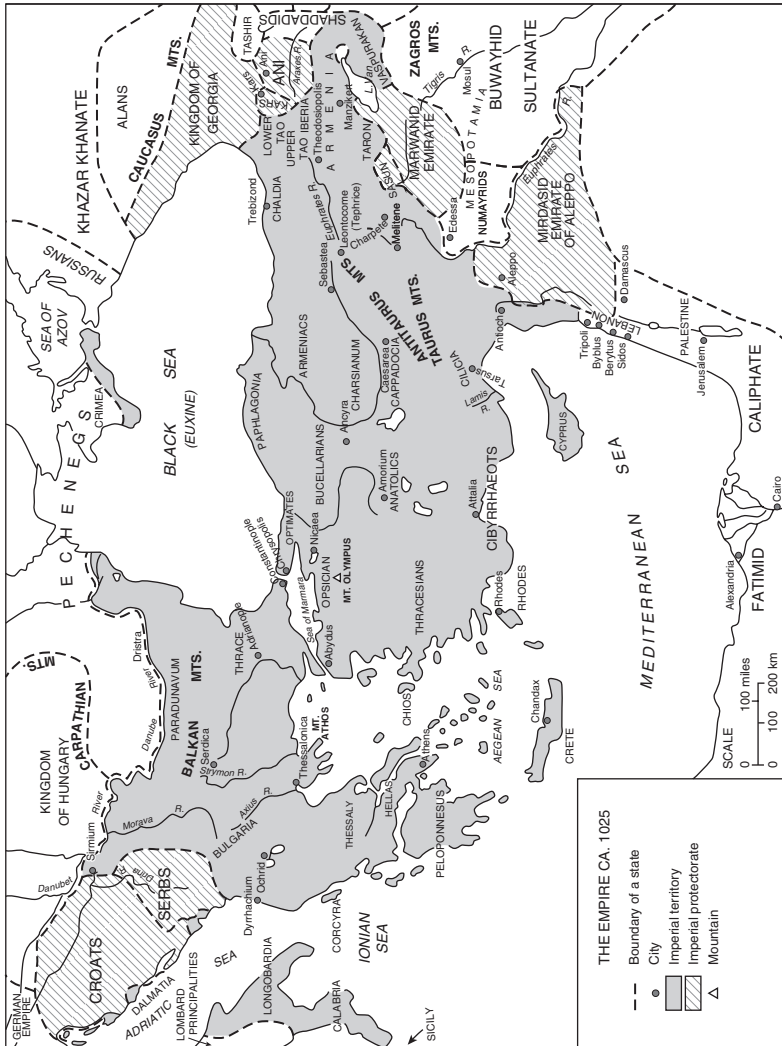 THE EMPIRE CA. 1025
Boundary of a state
City
Imperial territory
Imperial protectorate
Mountain
SCALE
0
100 miles
0
100
200 km
GERMAN
EMPIRE
CROATS
DALMATIA
ADRIATIC
SEA
LOMBARD
PRINCIPALITIES
LONGOBARDIA
CALABRIA
SICILY
IONIAN
SEA
CORCYRA
SERBS
Drina
R.
Danubet
River
Sirmium
Morava
R.
KINGDOM
OF HUNGARY
CARPATHIAN
MTS.
Danube
River
Dristra
PARADUNAVUM
BALKAN
MTS.
Serdica
Strymon R.
BULGARIA
Axius
R.
Dyrrhachium
Ochrid
Thessalonica
MT.
ATHOS
THESSALY
HELLAS
Athens
PELOPONNESUS
THRACE
Adrianople
Constantinople
Chrysopolis
Sea of Marmara
Abydus
CHIOS
AEGEAN
SEA
Chandax
CRETE
PECHENEGS
CRIMEA
SEA OF
AZOV
RUSSIANS
KHAZAR KHANATE
ALANS
CAUCASUS
MTS.
KINGDOM OF
GEORGIA
BLACK
SEA
(EUXINE)
TASHIR
SHADDADIDS
Kars
Ani
ANI
KARS
Araxes R.
LOWER
TAO
UPPER
TAO
IBERIA
Theodosiopolis
ARMENIA
Manzikert
L. Van
VASPURAKAN
TARON
SASUN
MARWANID
EMIRATE
ZAGROS
MTS.
Tigris
R.
Mosul
BUWAYHID
SULTANATE
MESOPOTAMIA
NUMAYRIDS
Edessa
Euphrates
R.
MIRDASID
EMIRATE
OF ALEPPO
Aleppo
Trebizond
CHALDIA
Euphrates R.
Leontocome
(Tephrice)
Charpete
Melitene
Sebastea
ARMENIACS
CHARSIANUM
ANTITAURUS
MTS
TAURUS MTS.
Caesarea
CAPPADOCIA
PAPHLAGONIA
BUCELLARIANS
Ancyra
OPTIMATES
Nicaea
OPSICIAN
MT. OLYMPUS
Amorium
ANATOLICS
THRACESIANS
CIBYRRHAEOTS
Attalia
Lamis
R.
CILICIA
Tarsus
Antioch
Rhodes
RHODES
CYPRUS
MEDITERRANEAN
SEA
Tripoli
Byblus
Berytus
Sidos
LEBANON
Damascus
PALESTINE
Jerusalem
Alexandria
Cairo
FATIMID
CALIPHATE